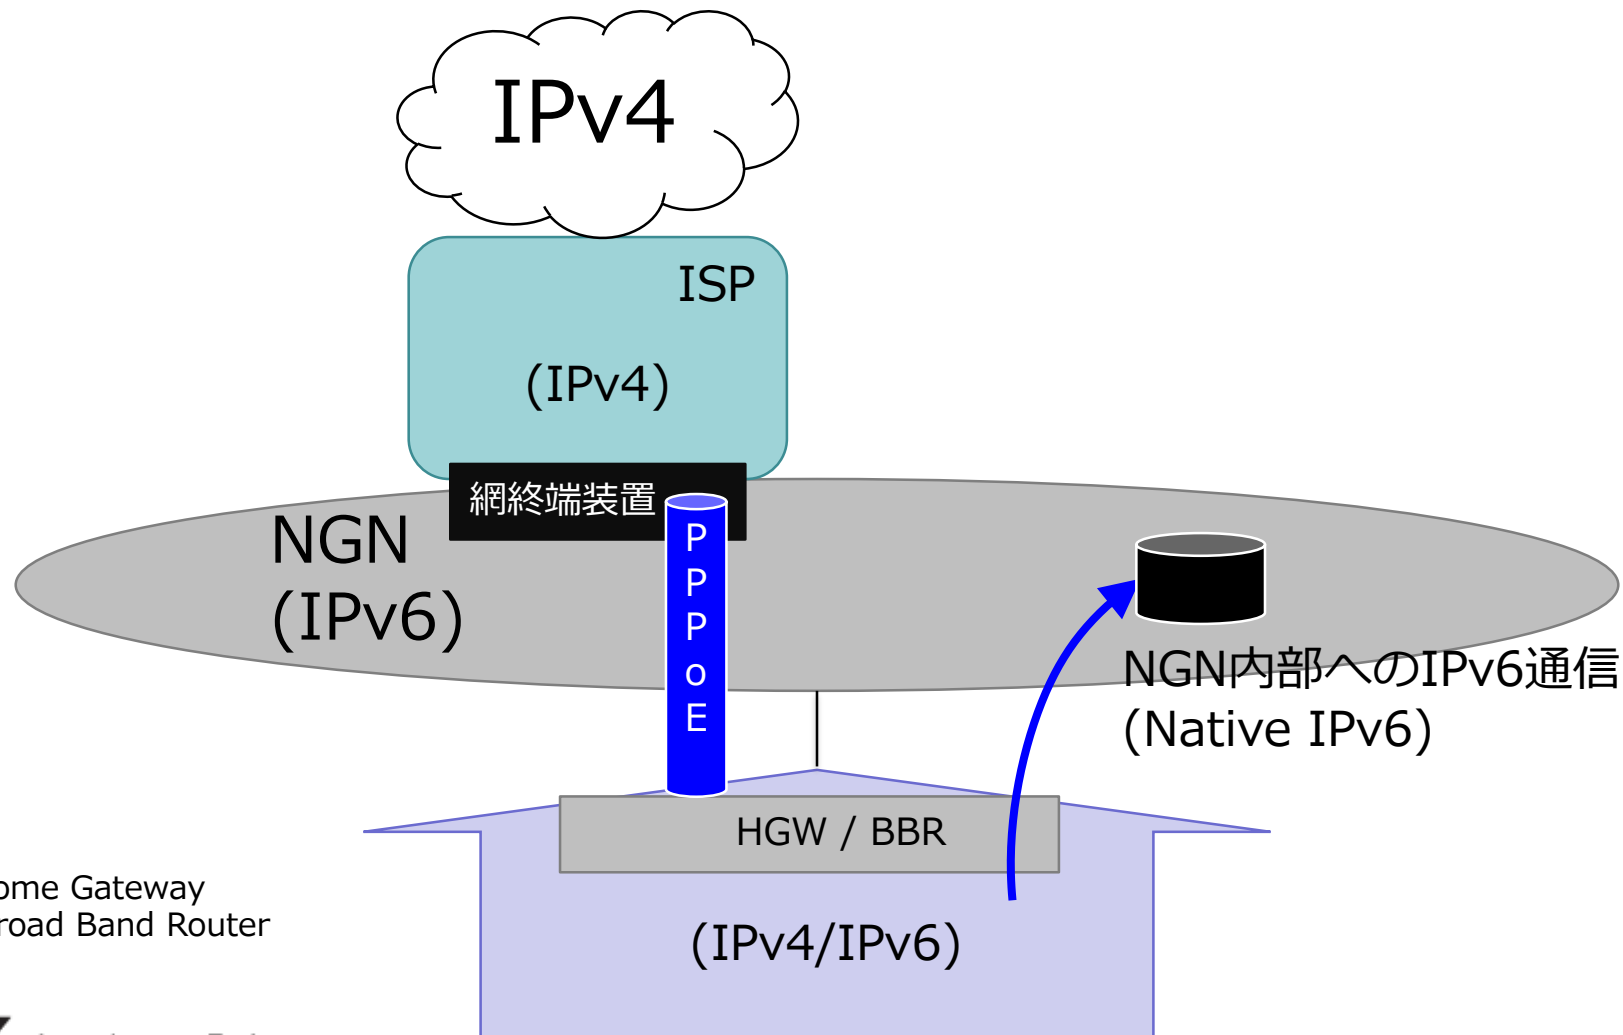 IPv4
ISP
(IPv4)
網終端装置
NGN
(IPv6)
PPPoE
NGN内部へのIPv6通信
(Native IPv6)
HGW / BBR
ome Gateway
road Band Router
(IPv4/IPv6)